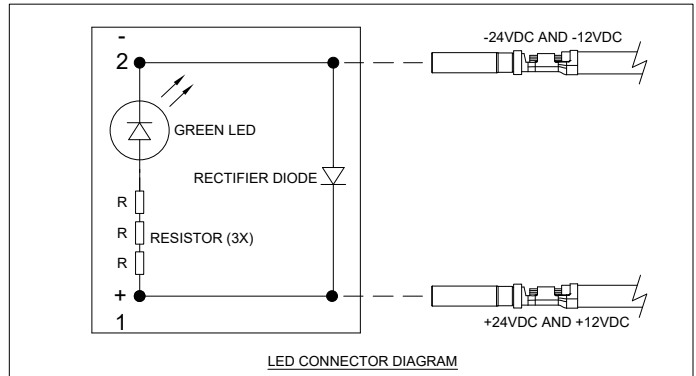 -
2
-24VDC AND -12VDC
GREEN LED
RECTIFIER DIODE
R
R
RESISTOR (3X)
R
+
1
+24VDC AND +12VDC
LED CONNECTOR DIAGRAM